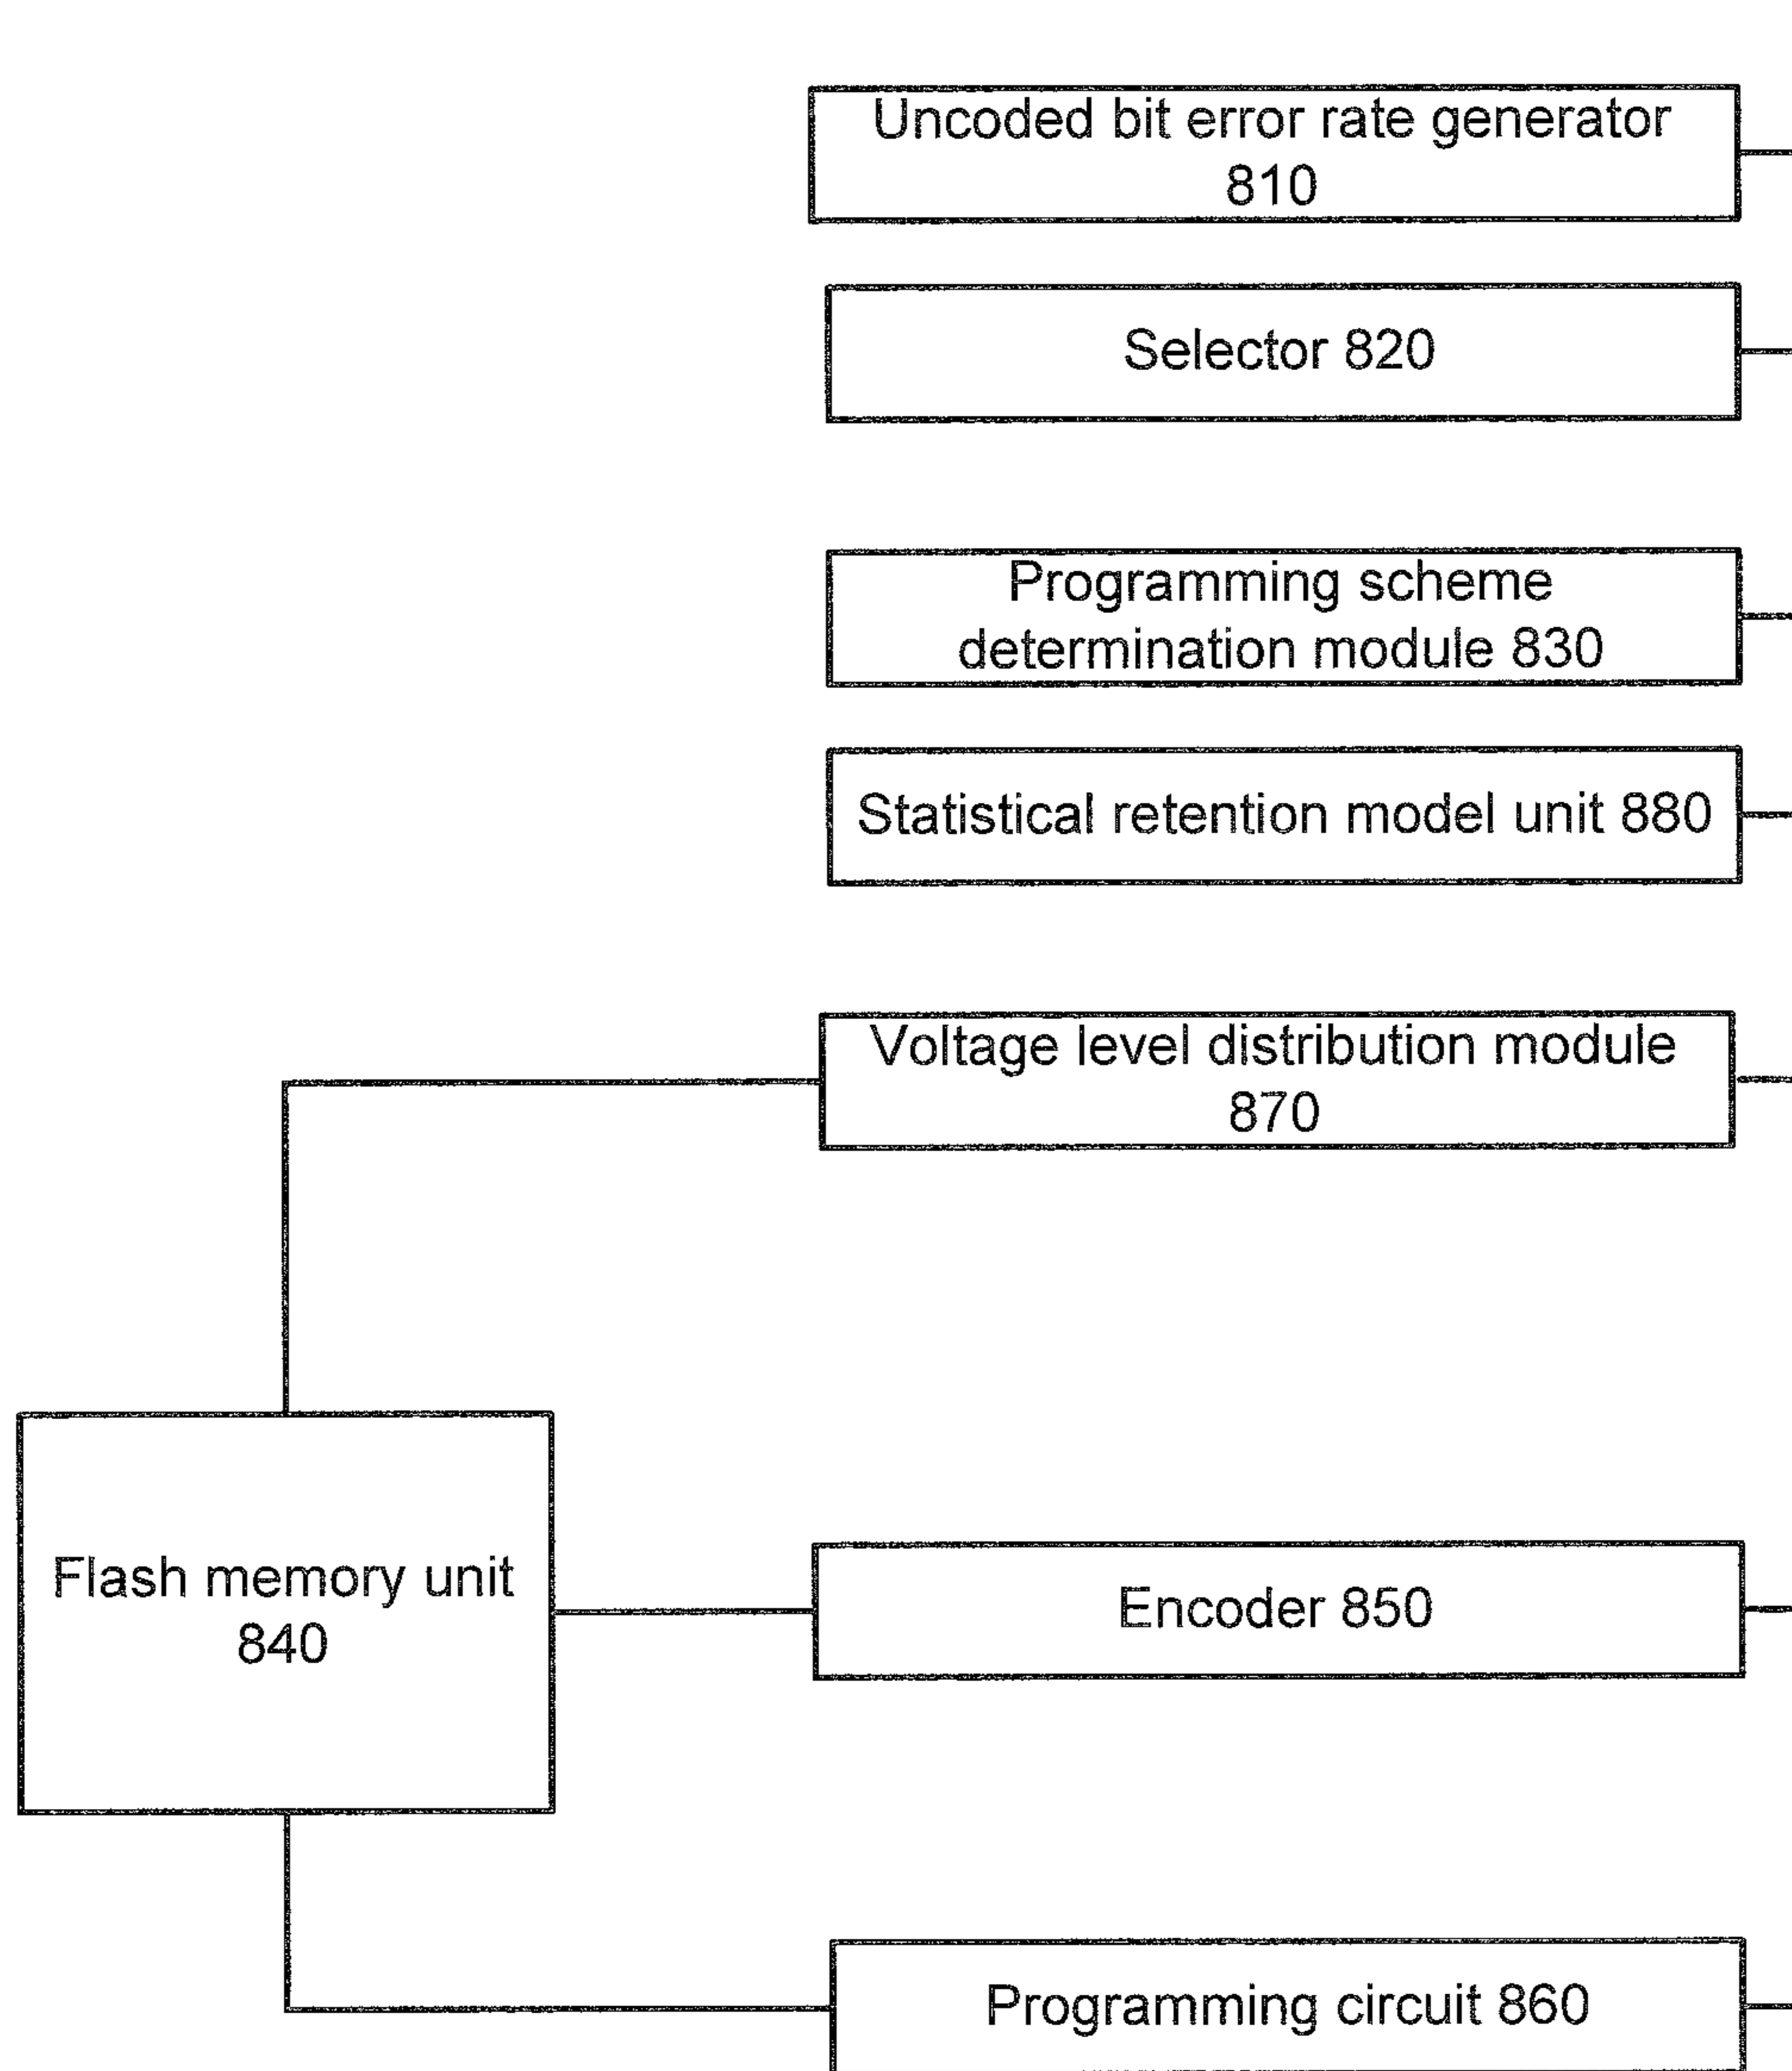 Uncoded bit error rate generator
810
Selector 820
Programming scheme
determination module 830
Statistical retention model unit 880
Voltage level distribution module
870
Flash memory unit
840
Encoder 850
Programming circuit 860